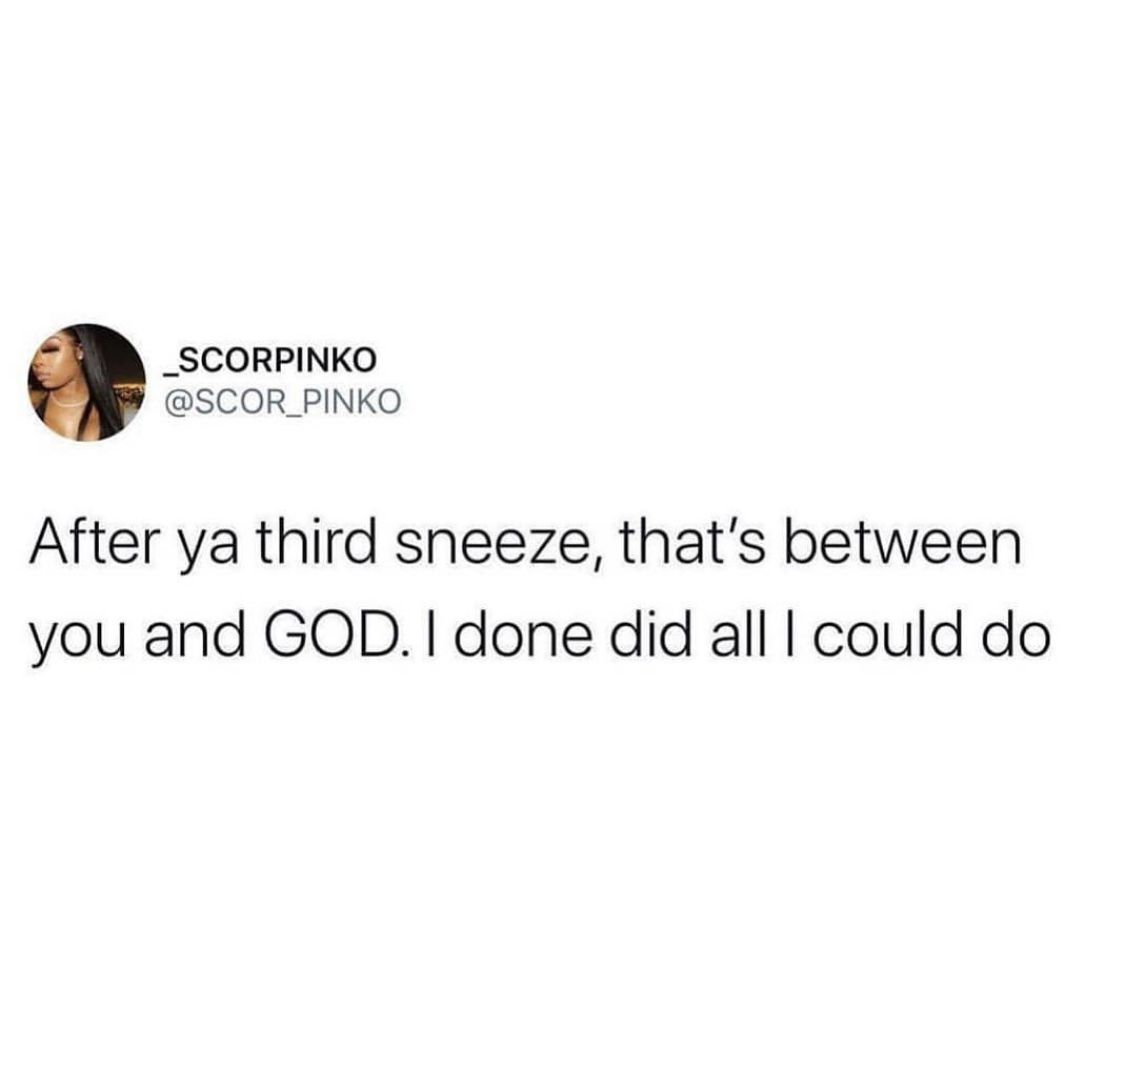 _SCORPINKO
@SCOR_PINKO
After ya third sneeze, that's between
you and GOD. I done did all I could do